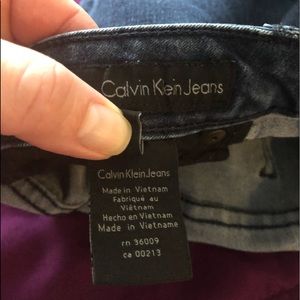 Calvin Klein Jeans
Calvin Klein Jeans
Made in Vietnam
Fabriqué au
Viêtnam
Hecho en Vietnam
Made in Vietname
rn 36009
ca 00213